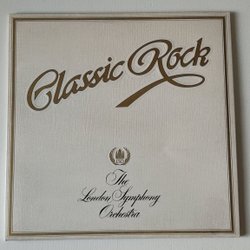 Classic Rock
The
London Symphony
Orchestra